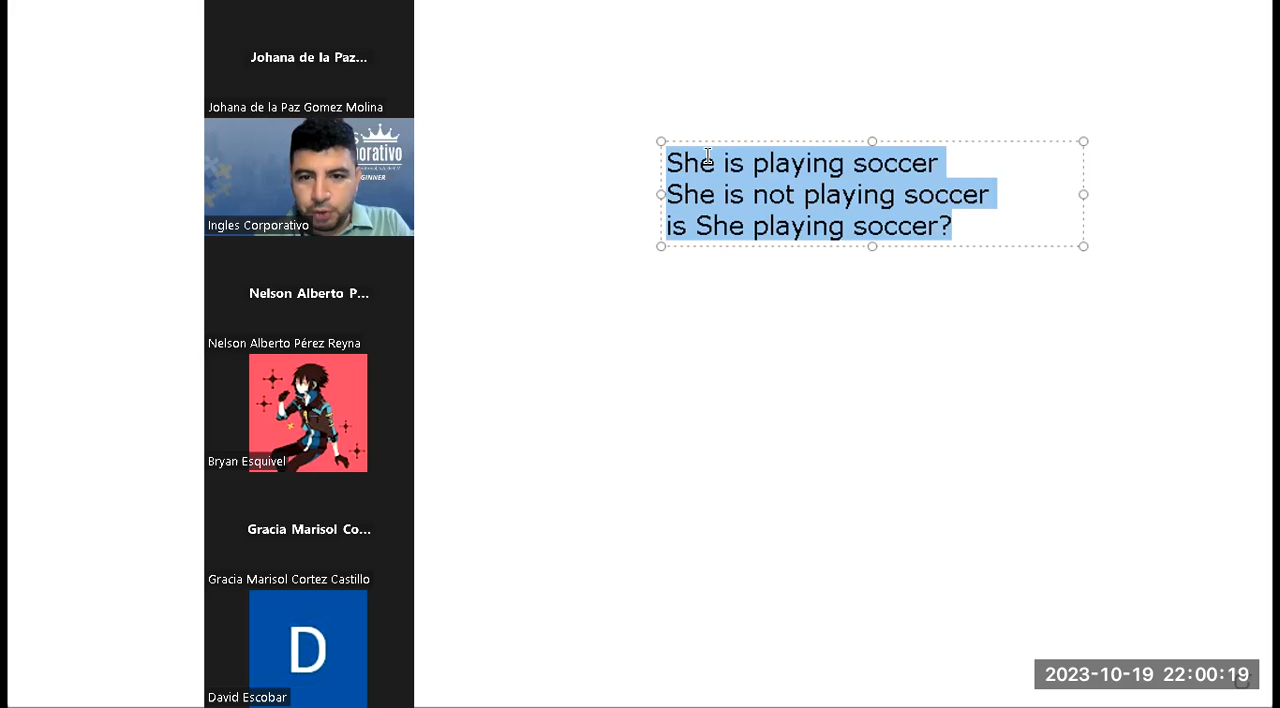 Johana de la Paz...
Johana de la Paz Gomez Molina
orativo
GINNER
Ingles Corporativo
Nelson Alberto P...
Nelson Alberto Pérez Reyna
Bryan Esquivel
Gracia Marisol Co...
Gracia Marisol Cortez Castillo
D
David Escobar
She is playing soccer
She is not playing soccer
is She playing soccer?
2023-10-19 22:00:19